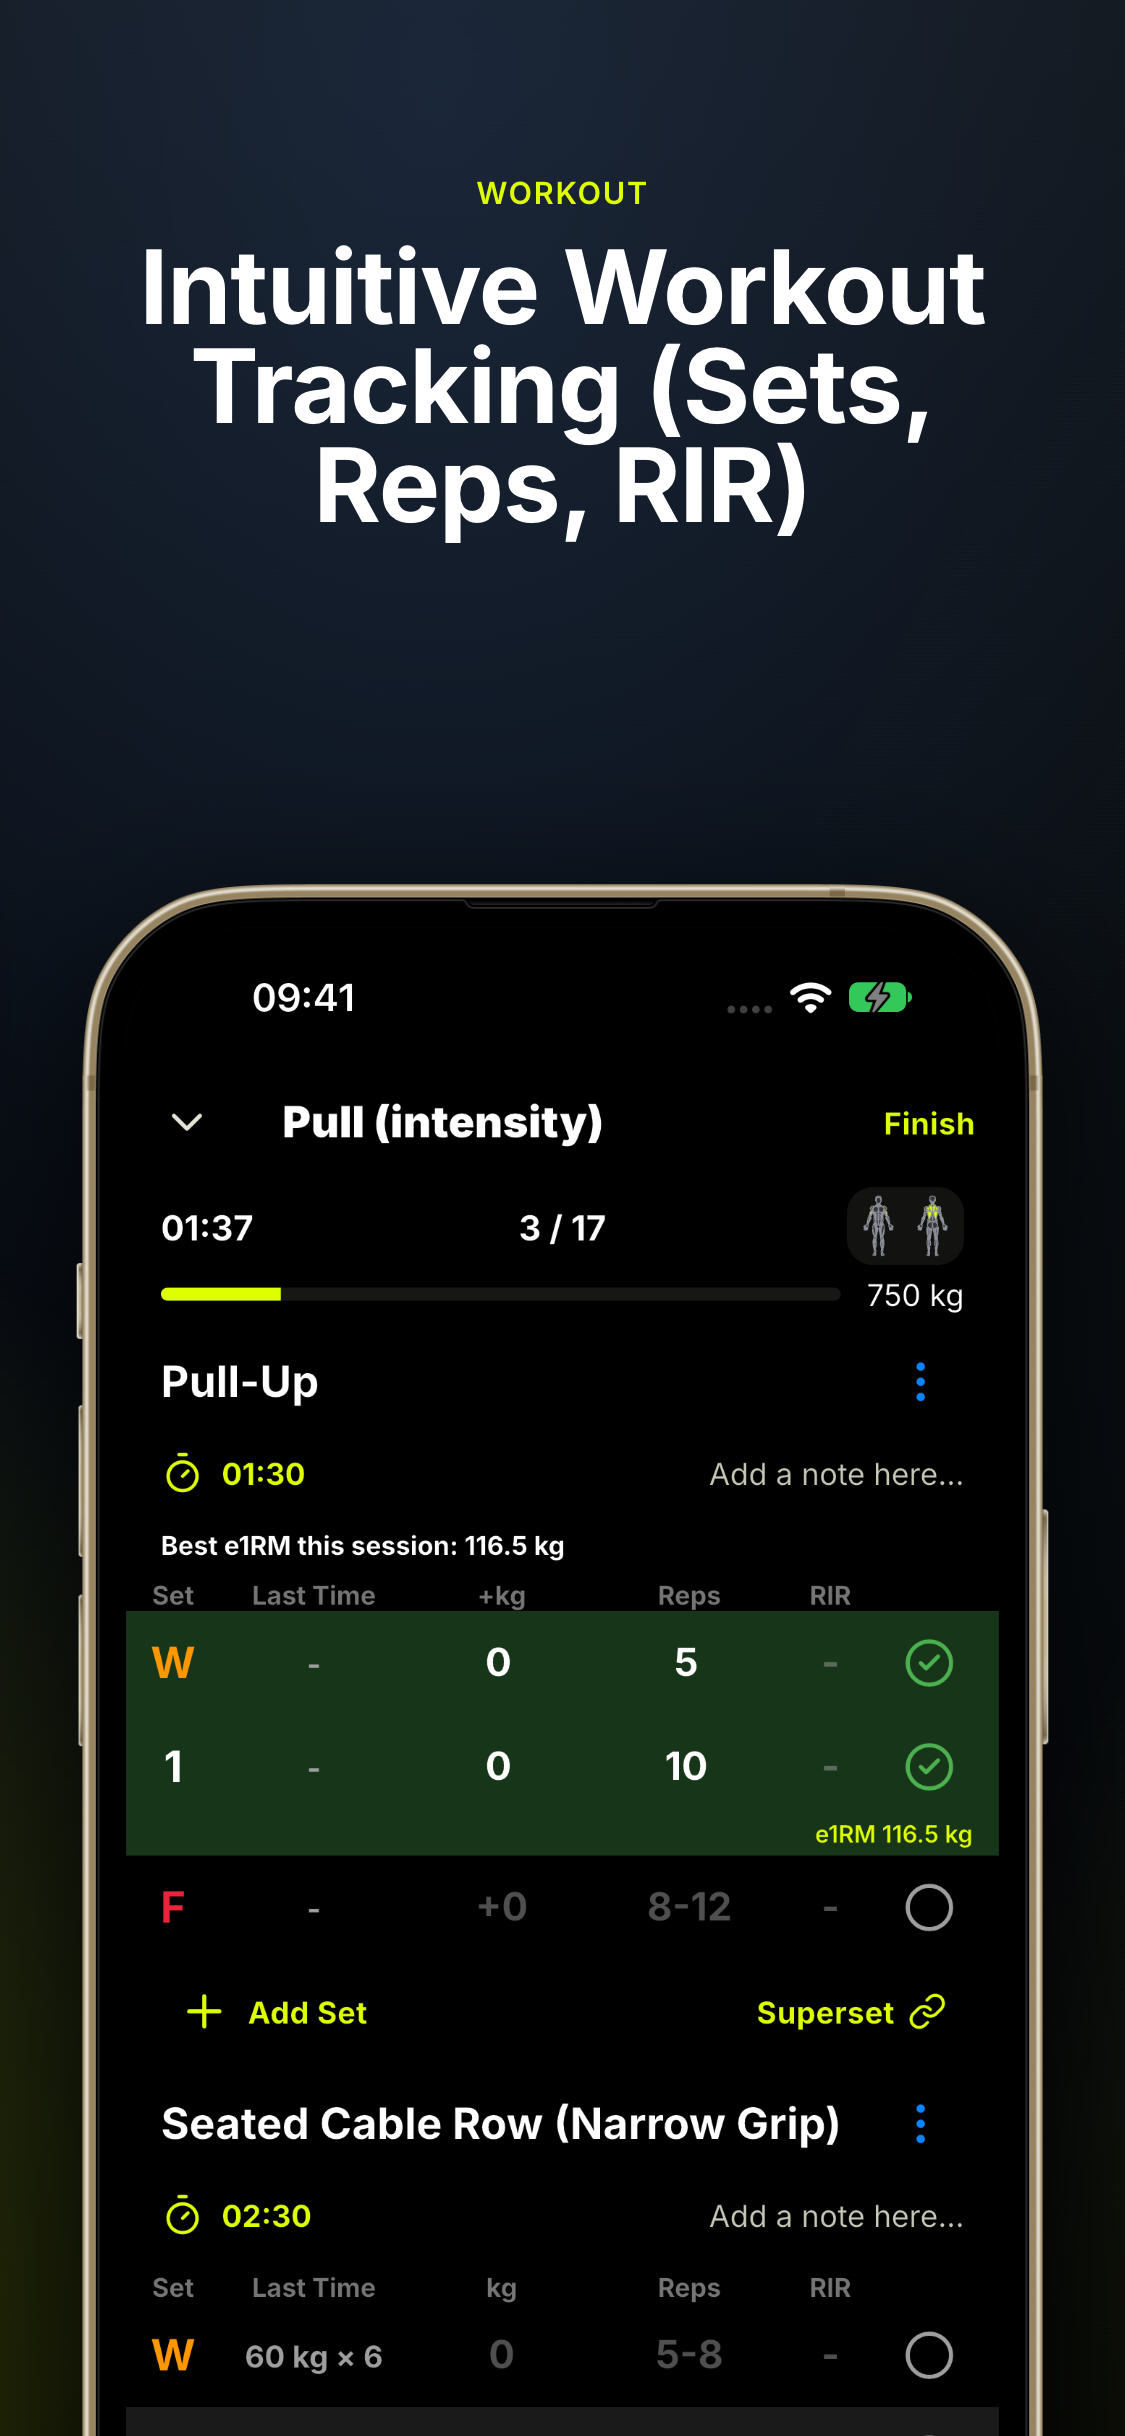 WORKOUT
Intuitive Workout
Tracking (Sets,
Reps, RIR)
09:41
Pull (intensity)
Finish
01:37
3 / 17
750 kg
Pull-Up
01:30
Add a note here...
Best e1RM this session: 116.5 kg
Set Last Time +kg Reps RIR
W - 0 5 -
1 - 0 10 -
e1RM 116.5 kg
F - +0 8-12 -
+ Add Set
Superset
Seated Cable Row (Narrow Grip)
02:30
Add a note here...
Set Last Time kg Reps RIR
W 60 kg × 6 0 5-8 -